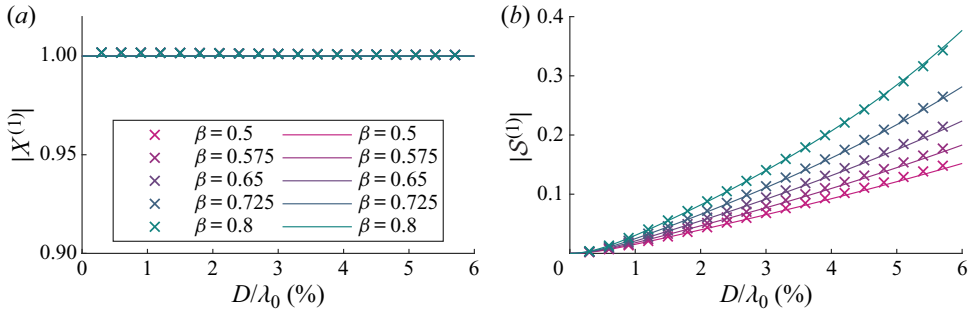 (a)
1.00
0.95
0.90
|X⁽¹⁾|
β = 0.5 β = 0.5
β = 0.575 β = 0.575
β = 0.65 β = 0.65
β = 0.725 β = 0.725
β = 0.8 β = 0.8
0 1 2 3 4 5 6
D/λ₀ (%)
(b)
0.4
0.3
0.2
0.1
|𝒮⁽¹⁾|
0 1 2 3 4 5 6
D/λ₀ (%)